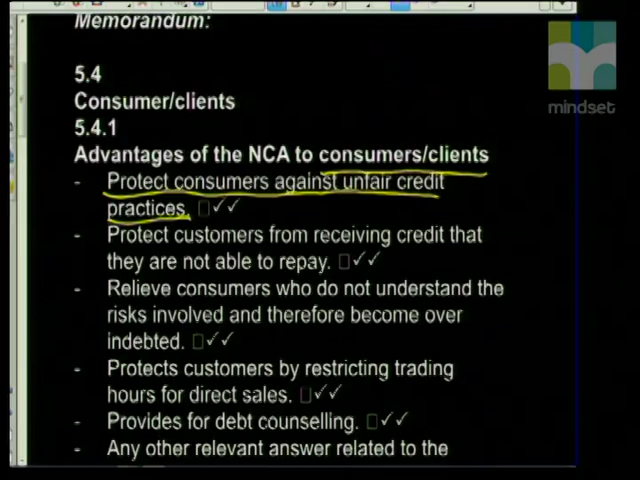 Memorandum:
5.4
Consumer/clients
5.4.1
Advantages of the NCA to consumers/clients
- Protect consumers against unfair credit
practices. ✓✓
- Protect customers from receiving credit that
they are not able to repay. ✓✓
- Relieve consumers who do not understand the
risks involved and therefore become over
indebted. ✓✓
- Protects customers by restricting trading
hours for direct sales. ✓✓
- Provides for debt counselling. ✓✓
- Any other relevant answer related to the
mindset